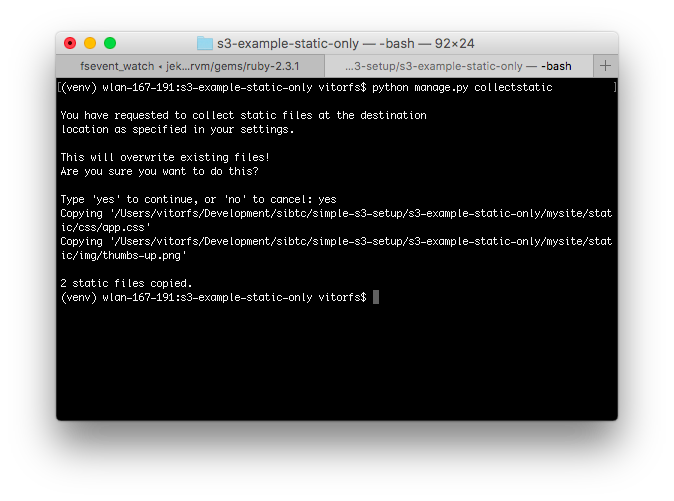 s3-example-static-only — -bash — 92×24
fsevent_watch ◂ jek...rvm/gems/ruby-2.3.1 ...3-setup/s3-example-static-only — -bash +
[(venv) wlan-167-191:s3-example-static-only vitorfs$ python manage.py collectstatic ]
You have requested to collect static files at the destination
location as specified in your settings.
This will overwrite existing files!
Are you sure you want to do this?
Type 'yes' to continue, or 'no' to cancel: yes
Copying '/Users/vitorfs/Development/sibtc/simple-s3-setup/s3-example-static-only/mysite/stat
ic/css/app.css'
Copying '/Users/vitorfs/Development/sibtc/simple-s3-setup/s3-example-static-only/mysite/stat
ic/img/thumbs-up.png'
2 static files copied.
(venv) wlan-167-191:s3-example-static-only vitorfs$